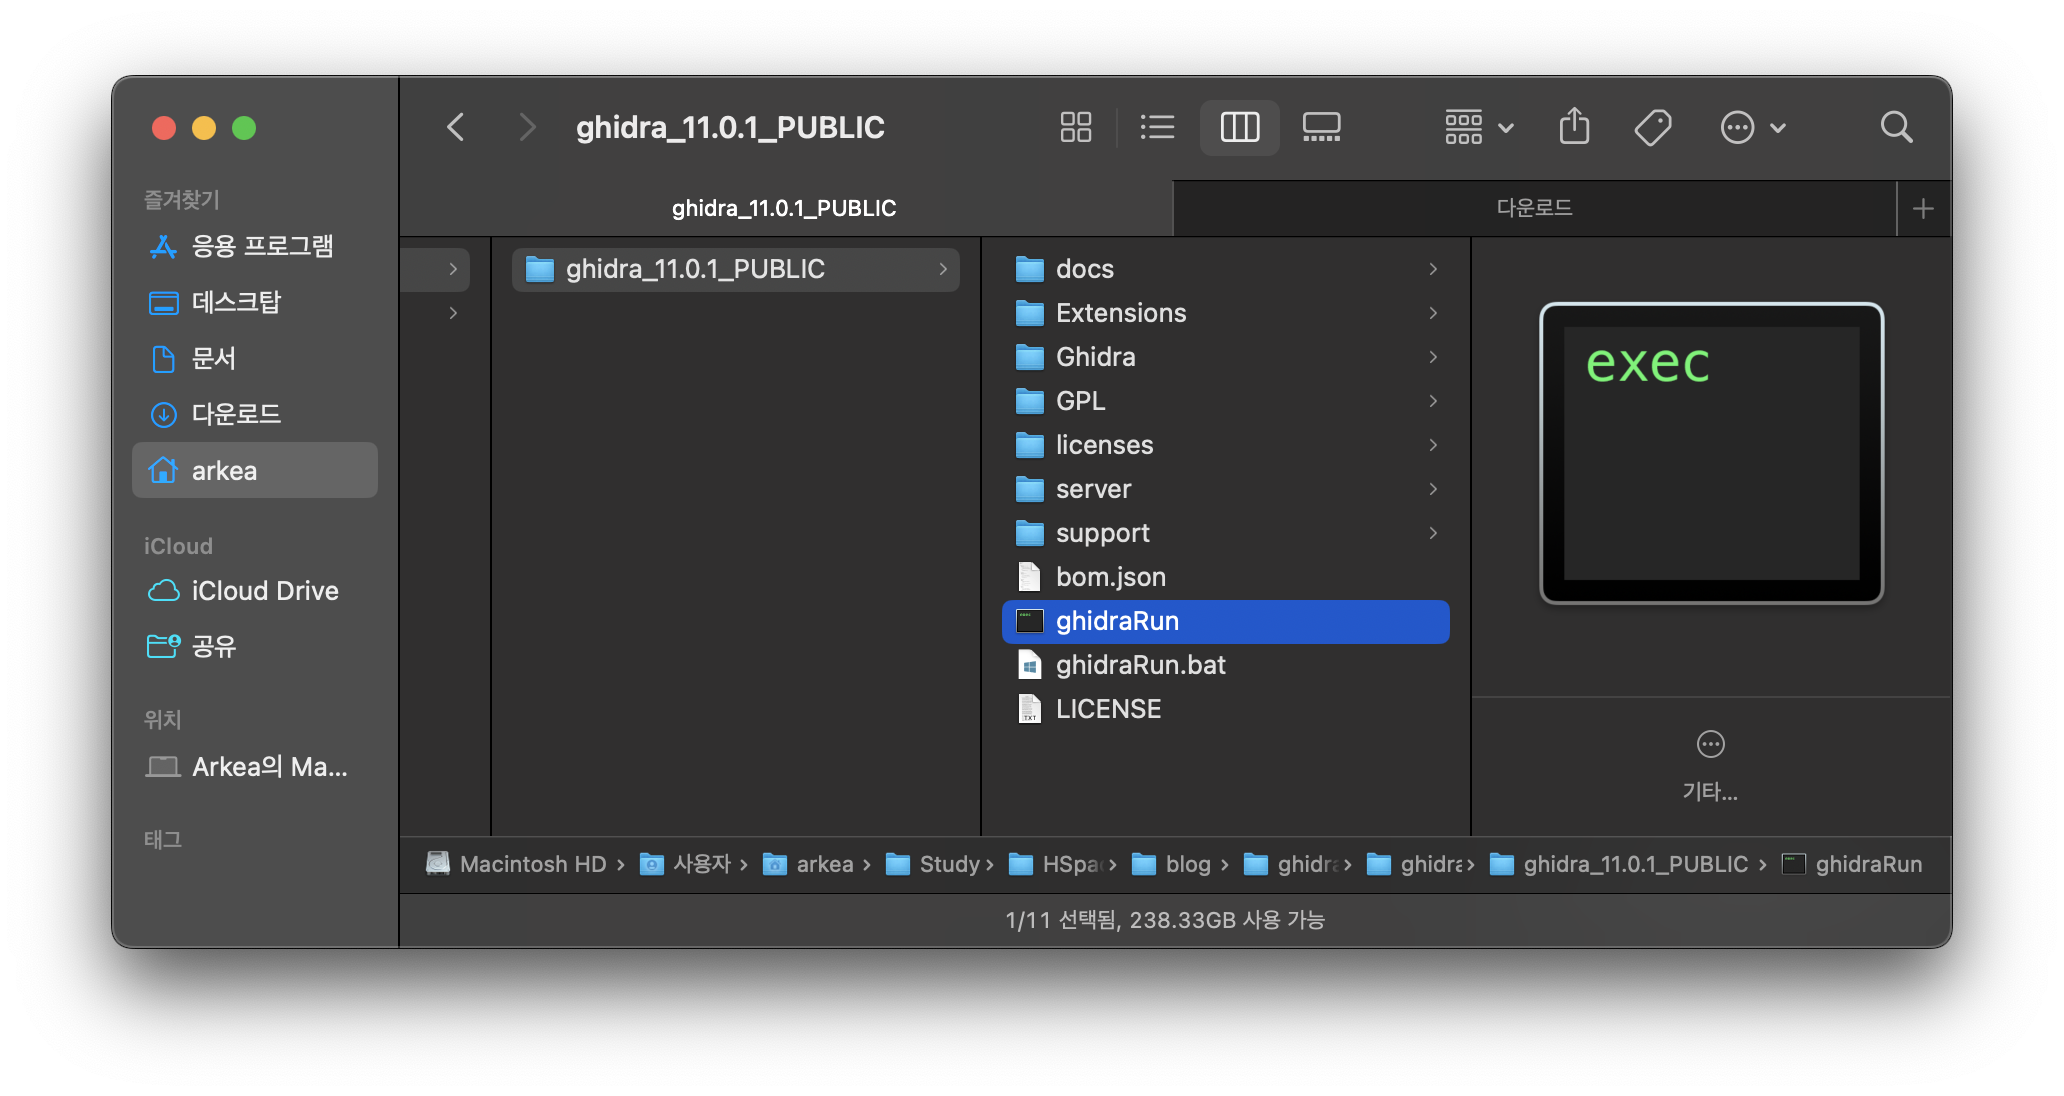 ghidra_11.0.1_PUBLIC
ghidra_11.0.1_PUBLIC
다운로드
즐겨찾기
응용 프로그램
데스크탑
문서
다운로드
arkea
iCloud
iCloud Drive
공유
위치
Arkea의 Ma...
태그
ghidra_11.0.1_PUBLIC
docs
Extensions
Ghidra
GPL
licenses
server
support
bom.json
ghidraRun
ghidraRun.bat
LICENSE
exec
기타...
Macintosh HD › 사용자 › arkea › Study › HSpa › blog › ghidr › ghidra › ghidra_11.0.1_PUBLIC › ghidraRun
1/11 선택됨, 238.33GB 사용 가능